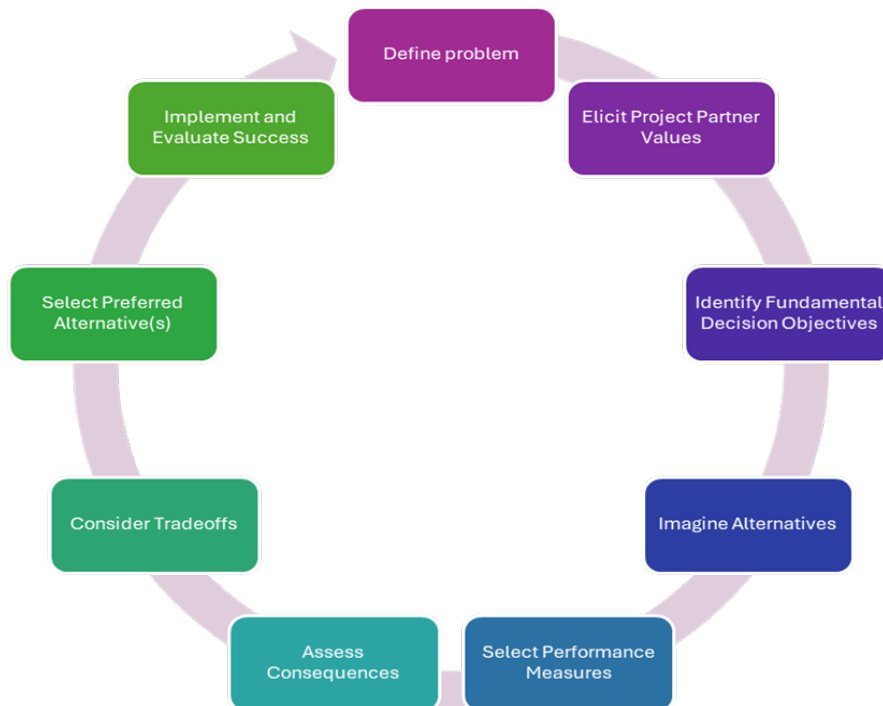 Define problem
Elicit Project Partner
Values
Identify Fundamental
Decision Objectives
Imagine Alternatives
Select Performance
Measures
Assess
Consequences
Consider Tradeoffs
Select Preferred
Alternative(s)
Implement and
Evaluate Success